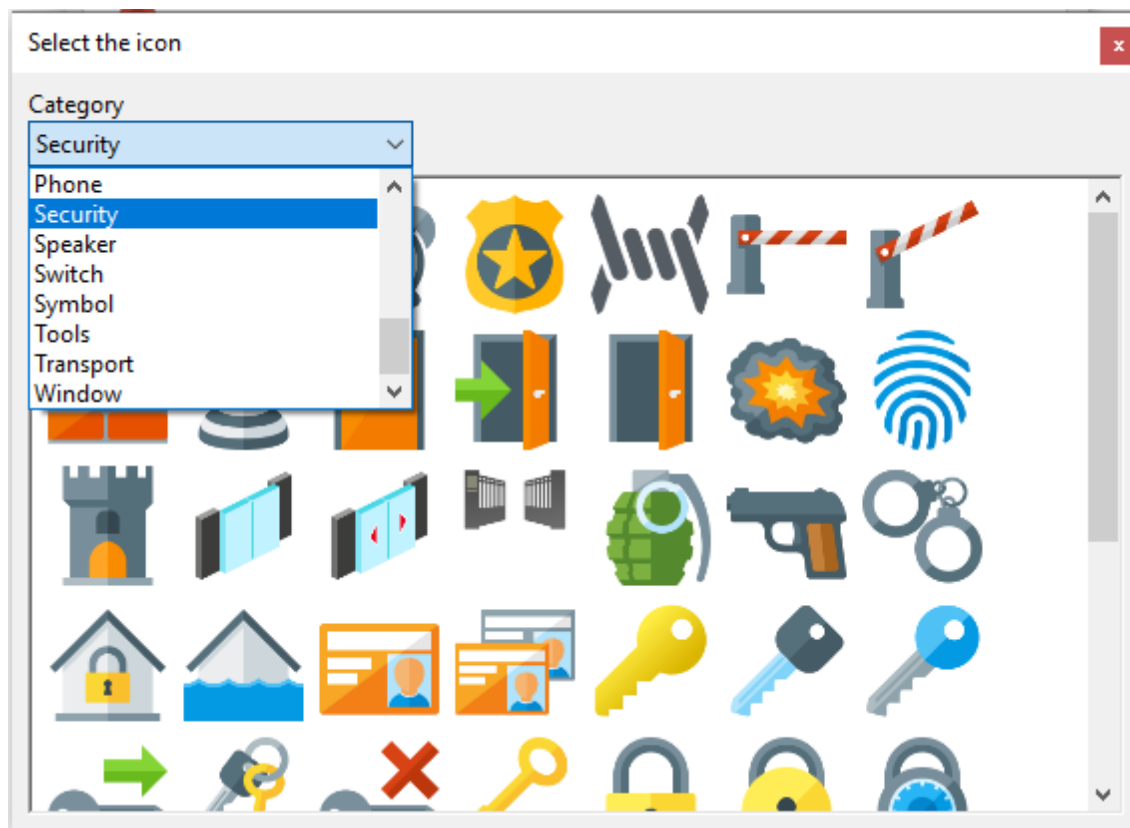 Select the icon
Category
Security
Phone
Security
Speaker
Switch
Symbol
Tools
Transport
Window